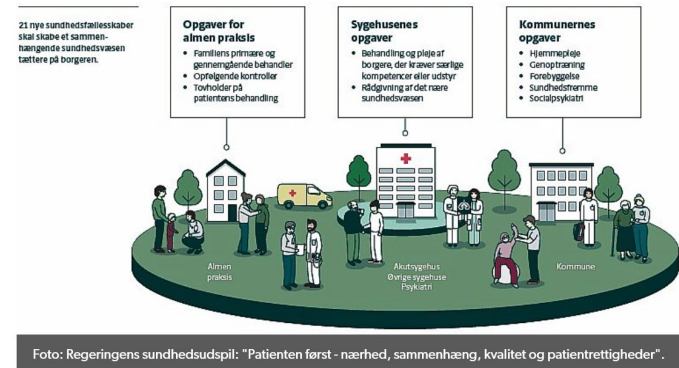 21 nye sundhedsfællesskaber
skal skabe et sammen-
hængende sundhedsvæsen
tættere på borgeren.
Opgaver for
almen praksis
• Familiens primære og
gennemgående behandler
• Opfølgende kontroller
• Tovholder på
patientens behandling
Sygehusenes
opgaver
• Behandling og pleje af
borgere, der kræver særlige
kompetencer eller udstyr
• Rådgivning af det nære
sundhedsvæsen
Kommunernes
opgaver
• Hjemmepleje
• Genoptræning
• Forebyggelse
• Sundhedsfremme
• Socialpsykiatri
Almen
praksis
Akutsygehus
Øvrige sygehuse
Psykiatri
Kommune
Foto: Regeringens sundhedsudspil: "Patienten først - nærhed, sammenhæng, kvalitet og patientrettigheder".